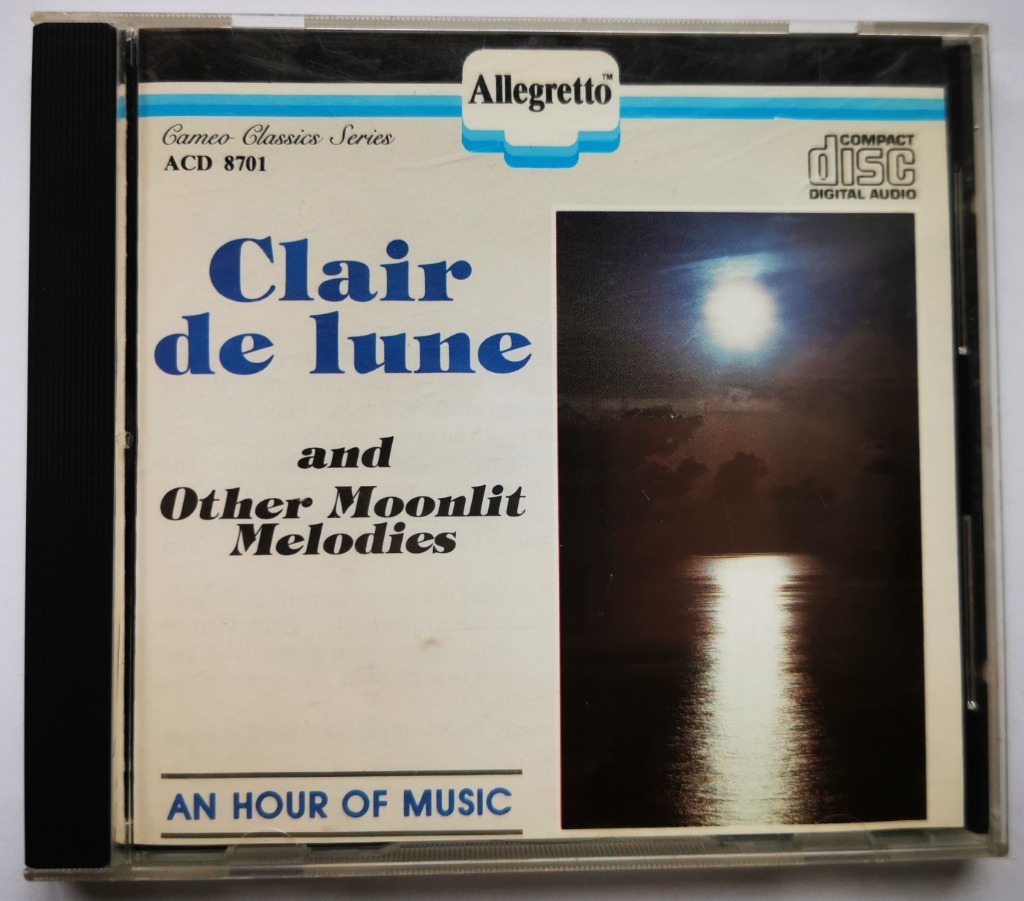 Allegretto™
Cameo Classics Series
ACD 8701
COMPACT
disc
DIGITAL AUDIO
Clair
de lune
and
Other Moonlit
Melodies
AN HOUR OF MUSIC